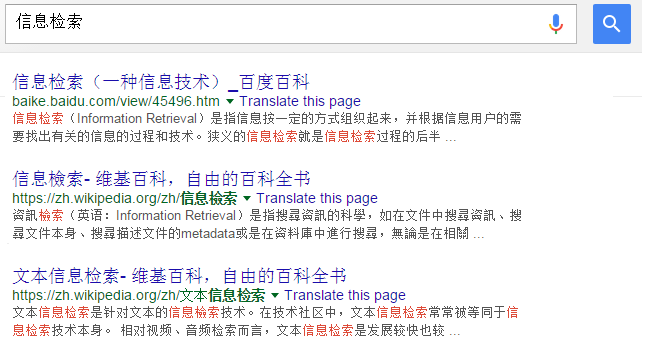 信息检索
信息检索（一种信息技术）_百度百科
baike.baidu.com/view/45496.htm Translate this page
信息检索（Information Retrieval）是指信息按一定的方式组织起来，并根据信息用户的需
要找出有关的信息的过程和技术。狭义的信息检索就是信息检索过程的后半 ...
信息檢索- 维基百科，自由的百科全书
https://zh.wikipedia.org/zh/信息檢索 Translate this page
資訊檢索（英语：Information Retrieval）是指搜尋資訊的科學，如在文件中搜尋資訊、搜
尋文件本身、搜尋描述文件的metadata或是在資料庫中進行搜尋，無論是在相關 ...
文本信息检索- 维基百科，自由的百科全书
https://zh.wikipedia.org/zh/文本信息检索 Translate this page
文本信息检索是针对文本的信息檢索技术。在技术社区中，文本信息检索常常被等同于信
息检索技术本身。 相对视频、音频检索而言，文本信息检索是发展较快也较 ...